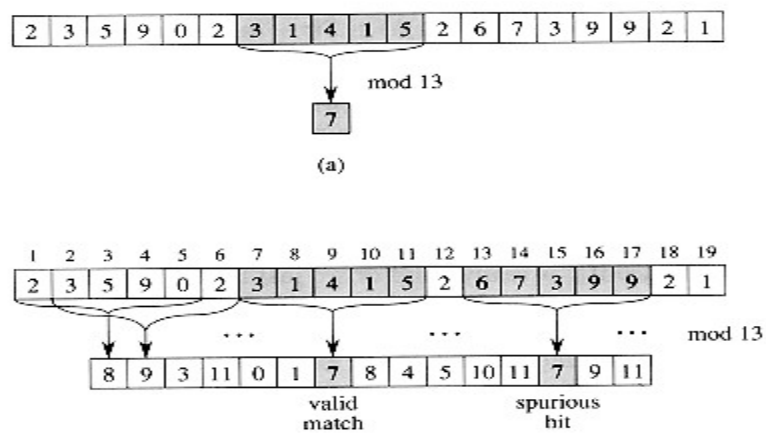 2 3 5 9 0 2 3 1 4 1 5 2 6 7 3 9 9 2 1
mod 13
7
(a)
1 2 3 4 5 6 7 8 9 10 11 12 13 14 15 16 17 18 19
2 3 5 9 0 2 3 1 4 1 5 2 6 7 3 9 9 2 1
... ... ... mod 13
8 9 3 11 0 1 7 8 4 5 10 11 7 9 11
valid spurious
match hit